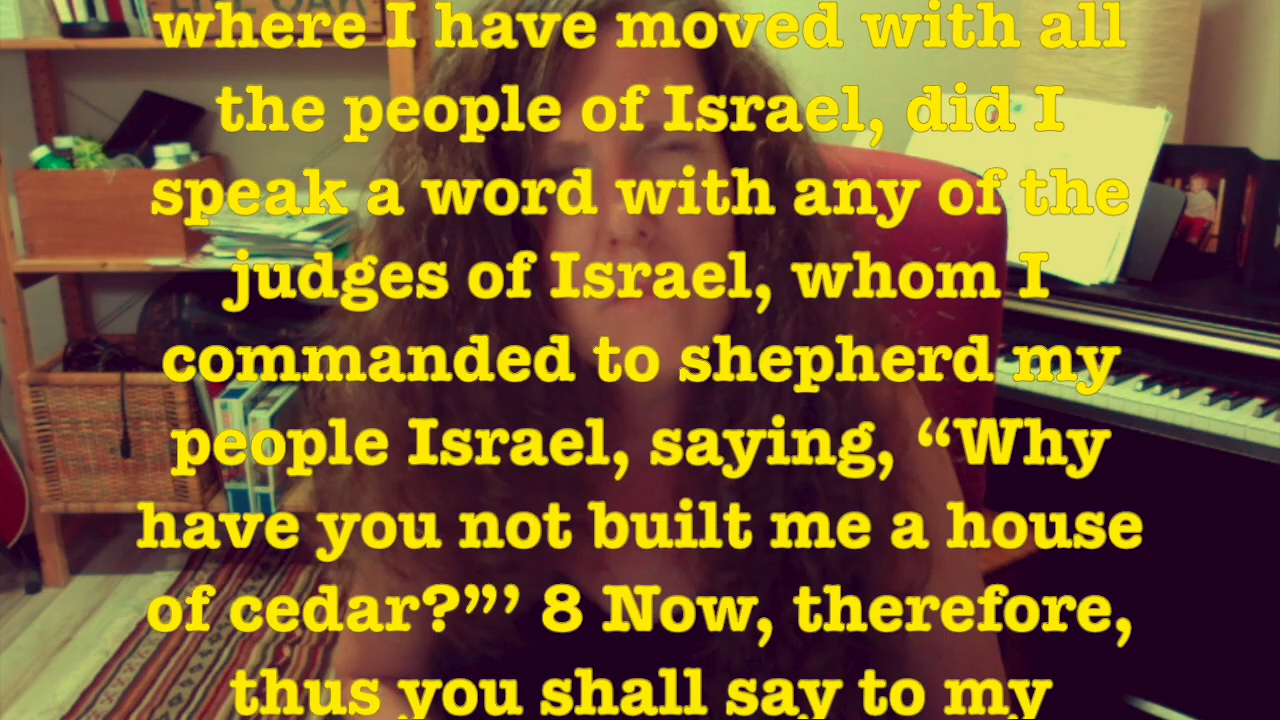 LIVE OAK
where I have moved with all
the people of Israel, did I
speak a word with any of the
judges of Israel, whom I
commanded to shepherd my
people Israel, saying, “Why
have you not built me a house
of cedar?”’ 8 Now, therefore,
thus you shall say to my